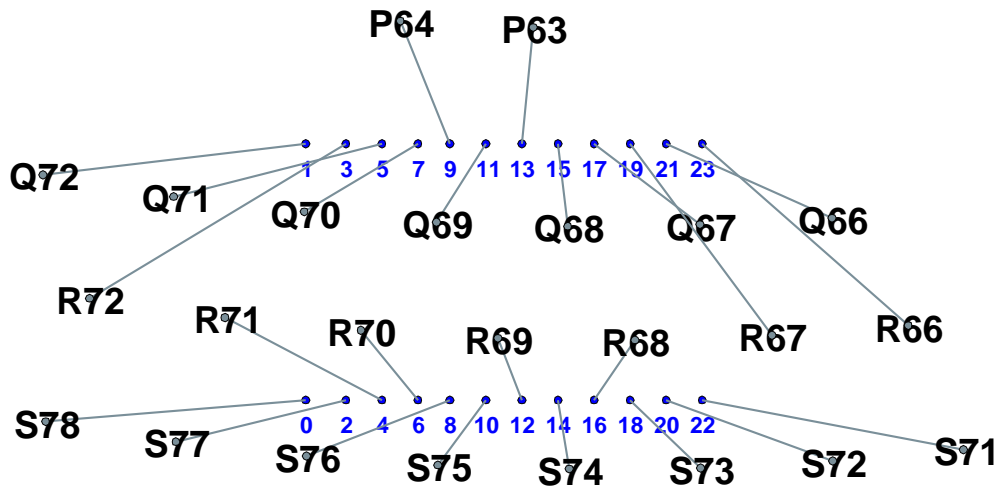 P64 P63
1 3 5 7 9 11 13 15 17 19 21 23
Q72 Q71 Q70 Q69 Q68 Q67 Q66
R72 R71 R70 R69 R68 R67 R66
0 2 4 6 8 10 12 14 16 18 20 22
S78 S77 S76 S75 S74 S73 S72 S71